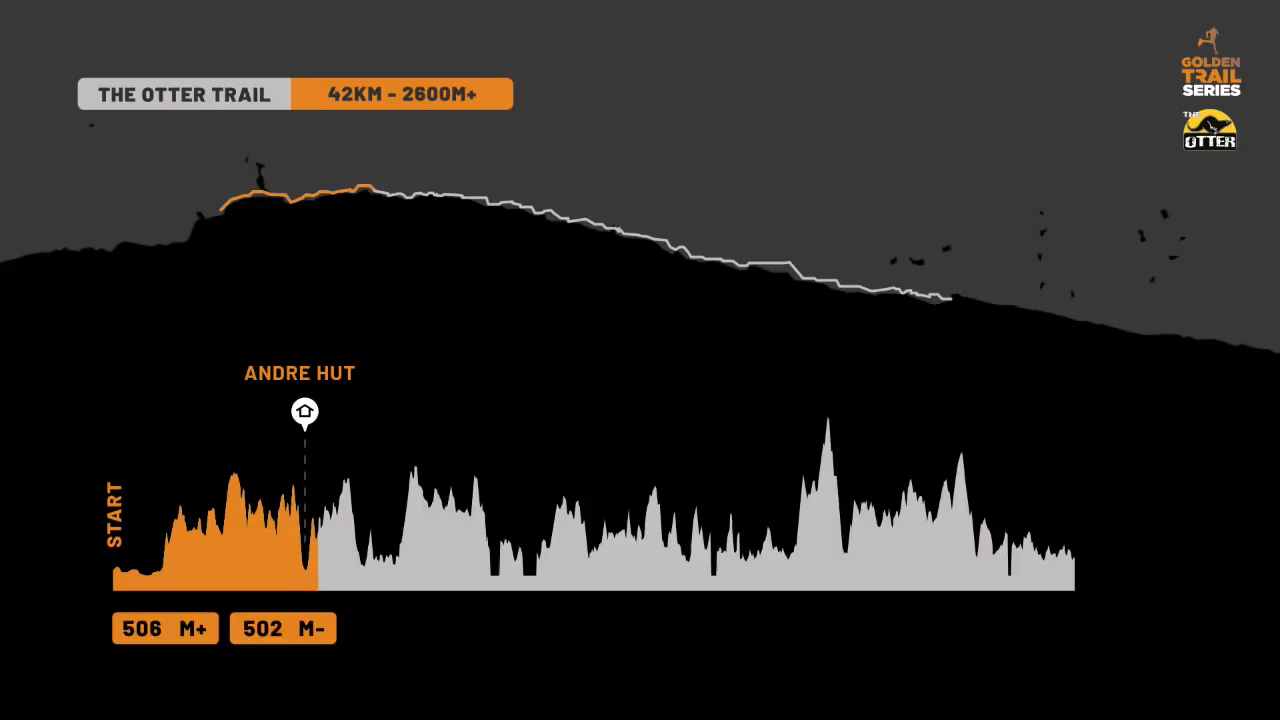 THE OTTER TRAIL 42KM - 2600M+
GOLDEN
TRAIL
SERIES
THE
OTTER
ANDRE HUT
START
506 M+ 502 M-